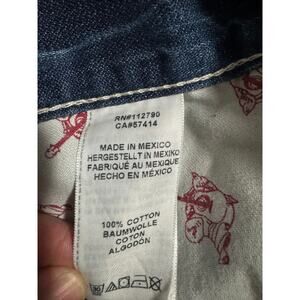 RN#112790
CA#57414
MADE IN MEXICO
HERGESTELLT IN MEXIKO
FABRIQUÉ AU MEXIQUE
HECHO EN MÉXICO
100% COTTON
BAUMWOLLE
COTON
ALGODÓN